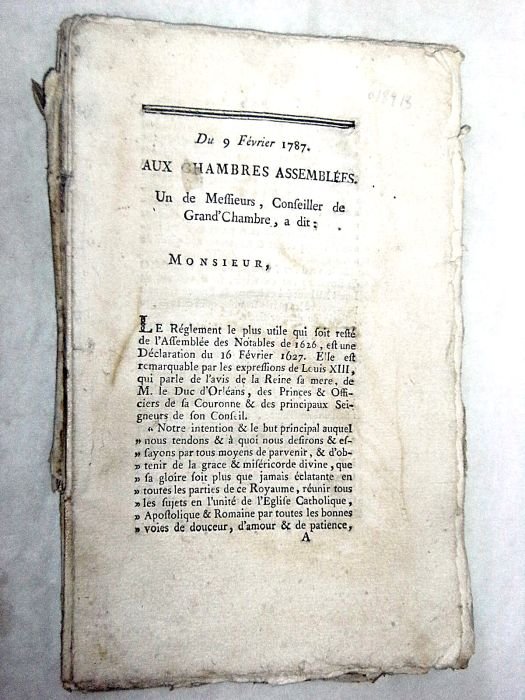 Du 9 Février 1787.
AUX CHAMBRES ASSEMBLÉES.
Un de Meſſieurs, Conſeiller de
Grand'Chambre, a dit :
MONSIEUR,
LE Réglement le plus utile qui ſoit reſté
de l'Aſſemblée des Notables de 1626, eſt une
Déclaration du 16 Février 1627. Elle eſt
remarquable par les expreſſions de Louis XIII,
qui parle de l'avis de la Reine ſa mere, de
M. le Duc d'Orléans, des Princes & Offi-
ciers de ſa Couronne & des principaux Sei-
gneurs de ſon Conſeil.
« Notre intention & le but principal auquel
» nous tendons & à quoi nous deſirons & eſ-
» ſayons par tous moyens de parvenir, & d'ob-
» tenir de la grace & miſéricorde divine, que
» ſa gloire ſoit plus que jamais éclatante en
» toutes les parties de ce Royaume, réunir tous
» les ſujets en l'unité de l'Egliſe Catholique,
» Apoſtolique & Romaine par toutes les bonnes
» voies de douceur, d'amour & de patience,
A